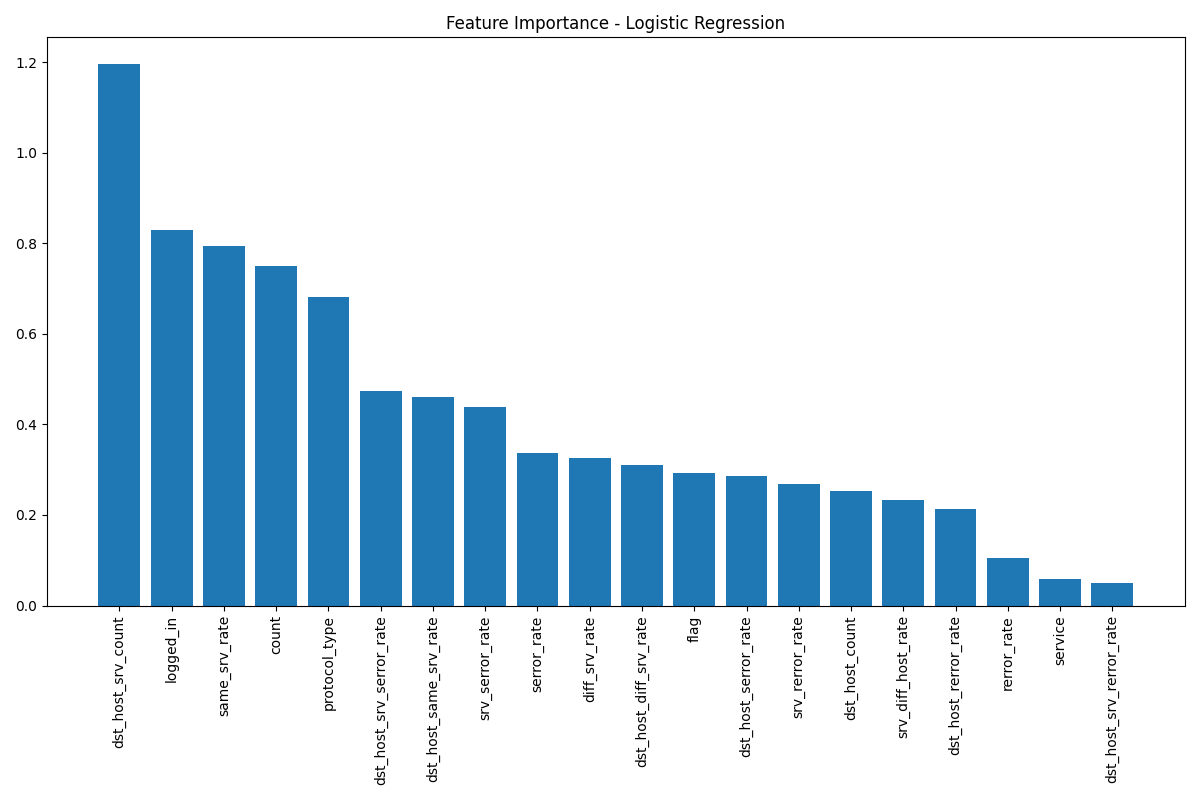 Feature Importance - Logistic Regression
1.2
1.0
0.8
0.6
0.4
0.2
0.0
dst_host_srv_count
logged_in
same_srv_rate
count
protocol_type
dst_host_srv_serror_rate
dst_host_same_srv_rate
srv_serror_rate
serror_rate
diff_srv_rate
dst_host_diff_srv_rate
flag
dst_host_serror_rate
srv_rerror_rate
dst_host_count
srv_diff_host_rate
dst_host_rerror_rate
rerror_rate
service
dst_host_srv_rerror_rate